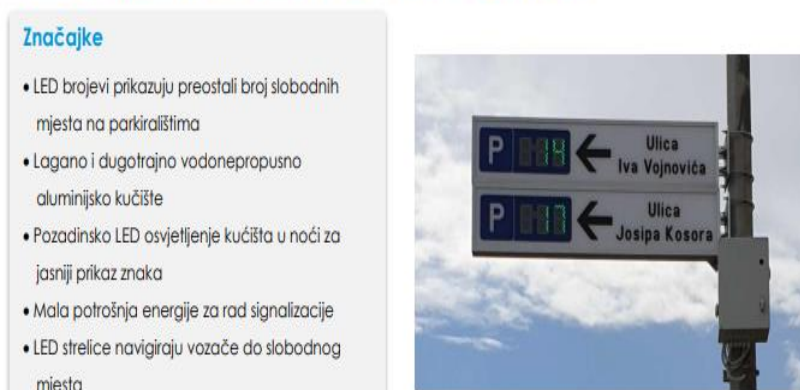 Značajke
• LED brojevi prikazuju preostali broj slobodnih
mjesta na parkiralištima
• Lagano i dugotrajno vodonepropusno
aluminijsko kučište
• Pozadinsko LED osvjetljenje kućišta u noći za
jasniji prikaz znaka
• Mala potrošnja energije za rad signalizacije
• LED strelice navigiraju vozače do slobodnog
mjesta
P 14 ← Ulica
Iva Vojnovića
P 17 ← Ulica
Josipa Kosora